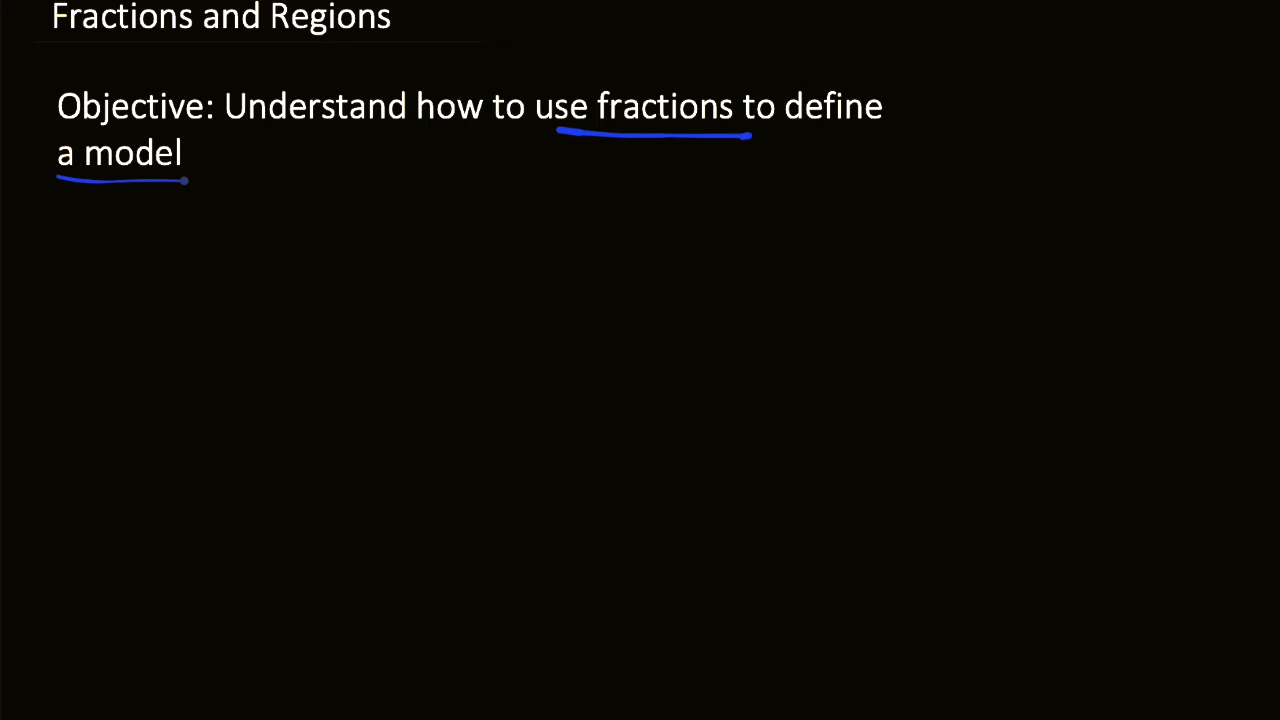 Fractions and Regions
Objective: Understand how to use fractions to define
a model